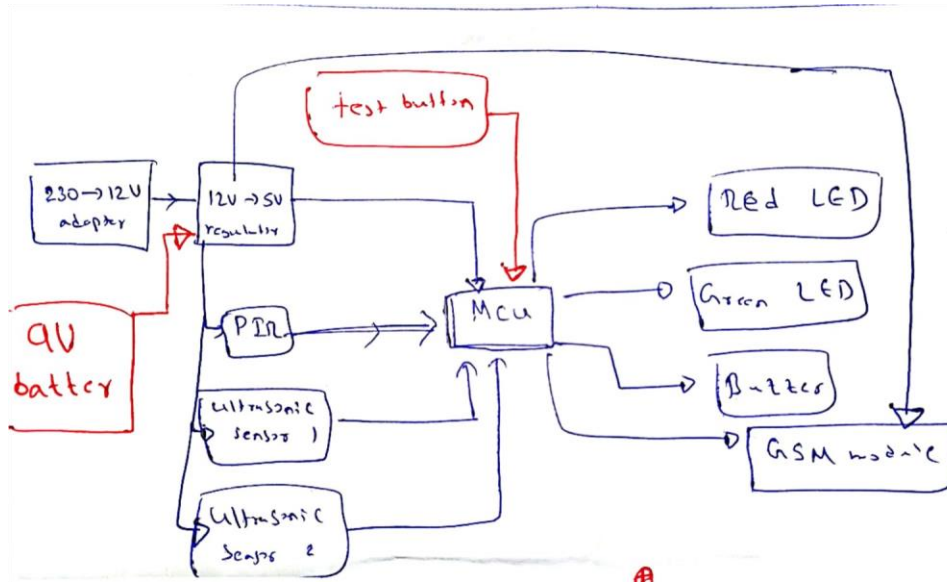 test button
230→12V
adapter
12V→5V
regulator
Red LED
MCU
Green LED
9V
batter
PIR
Buzzer
ultrasonic
sensor 1
GSM module
Ultrasonic
Sensor 2